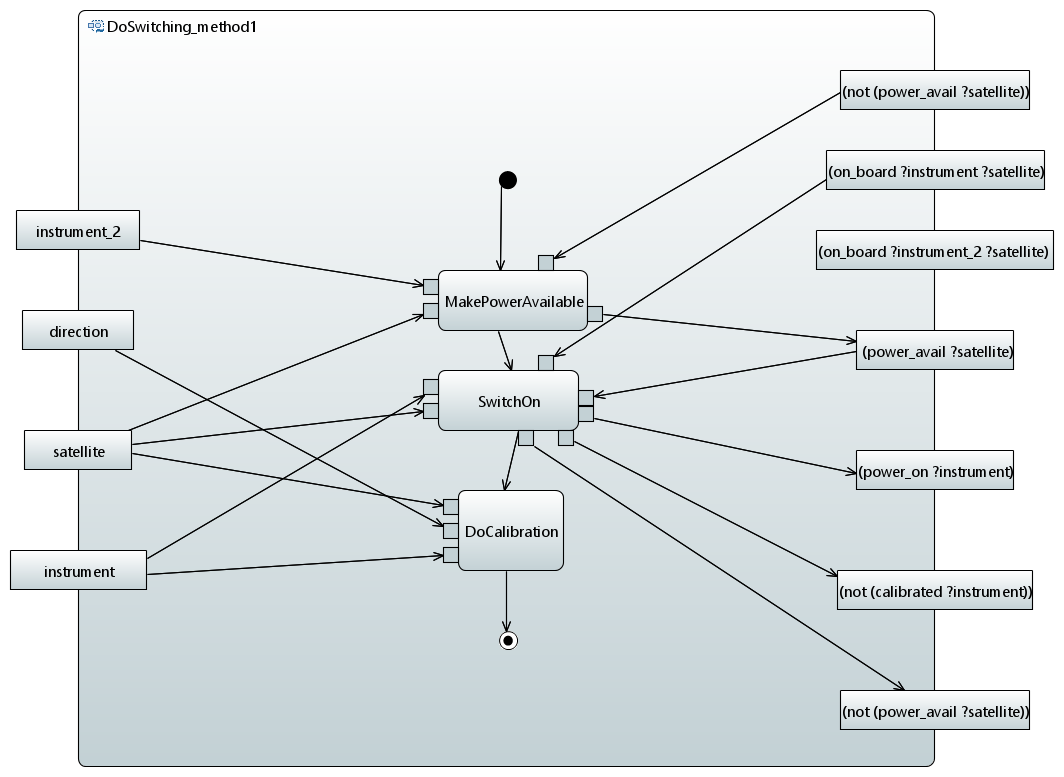 DoSwitching_method1
(not (power_avail ?satellite))
(on_board ?instrument ?satellite)
instrument_2
(on_board ?instrument_2 ?satellite)
MakePowerAvailable
direction
(power_avail ?satellite)
SwitchOn
satellite
(power_on ?instrument)
DoCalibration
instrument
(not (calibrated ?instrument))
(not (power_avail ?satellite))